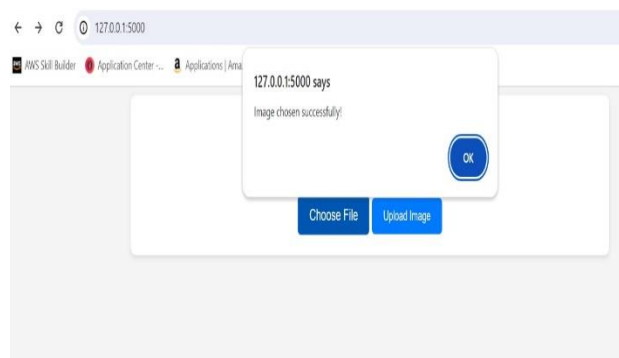 127.0.0.1:5000
AWS Skill Builder Application Center -... Applications | Ama
127.0.0.1:5000 says
Image chosen successfully!
OK
Choose File Upload Image